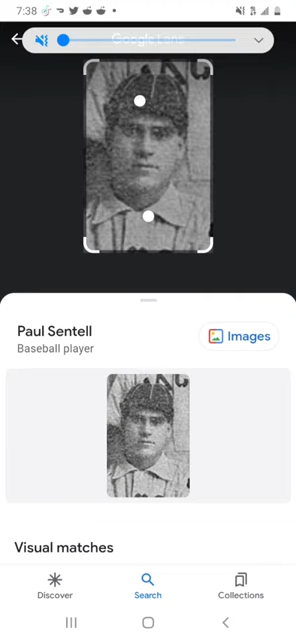 7:38
Google Lens
Paul Sentell
Baseball player
Images
Visual matches
Discover
Search
Collections